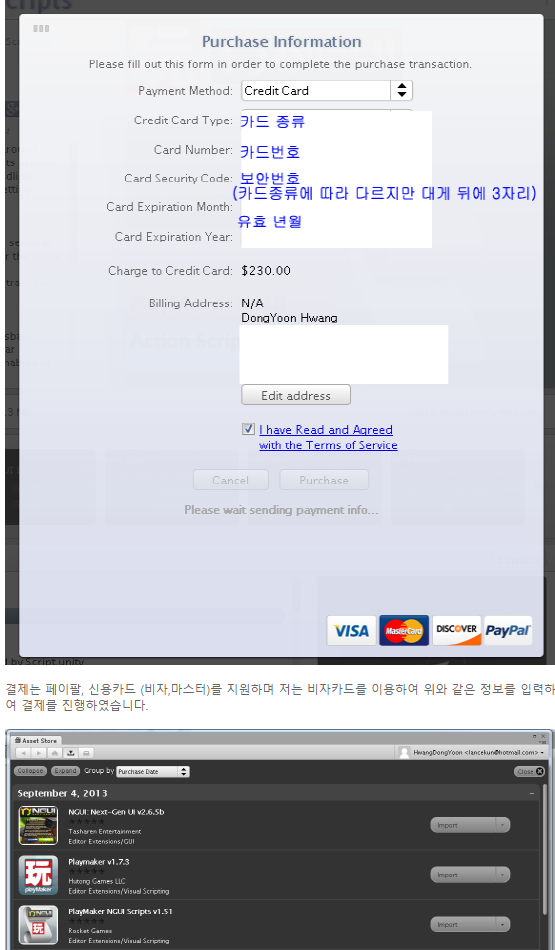 cripts
Purchase Information
Please fill out this form in order to complete the purchase transaction.
Payment Method: Credit Card
Credit Card Type: 카드 종류
Card Number: 카드번호
Card Security Code: 보안번호
(카드종류에 따라 다르지만 대게 뒤에 3자리)
Card Expiration Month:
유효 년월
Card Expiration Year:
Charge to Credit Card: $230.00
Billing Address: N/A
DongYoon Hwang
Edit address
I have Read and Agreed
with the Terms of Service
Cancel Purchase
Please wait sending payment info...
VISA MasterCard DISCOVER PayPal
by Script unity
결제는 페이팔, 신용카드 (비자,마스터)를 지원하며 저는 비자카드를 이용하여 위와 같은 정보를 입력하
여 결제를 진행하였습니다.
Asset Store
HwangDongYoon <lancekun@hotmail.com>
Collapse Expand Group by Purchase Date Close
September 4, 2013
NGUI: Next-Gen UI v2.6.5b
Tasharen Entertainment
Editor Extensions/GUI
Import
NGUI
Playmaker v1.7.3
Hutong Games LLC
Editor Extensions/Visual Scripting
Import
玩
playMaker
PlayMaker NGUI Scripts v1.51
Rocket Games
Editor Extensions/Visual Scripting
Import
NGUI